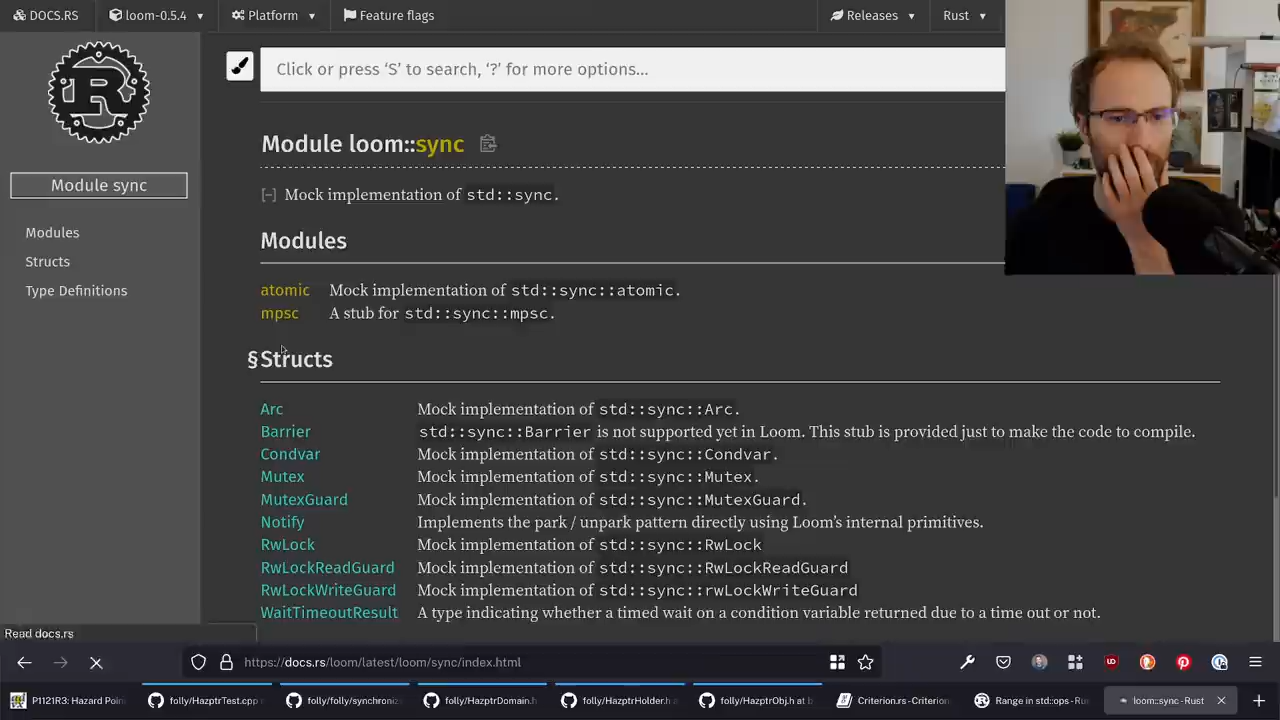 DOCS.RS
loom-0.5.4
Platform
Feature flags
Releases
Rust
Click or press ‘S’ to search, ‘?’ for more options…
Module sync
Modules
Structs
Type Definitions
Module loom::sync
[−] Mock implementation of std::sync.
Modules
atomic Mock implementation of std::sync::atomic.
mpsc A stub for std::sync::mpsc.
§Structs
Arc Mock implementation of std::sync::Arc.
Barrier std::sync::Barrier is not supported yet in Loom. This stub is provided just to make the code to compile.
Condvar Mock implementation of std::sync::Condvar.
Mutex Mock implementation of std::sync::Mutex.
MutexGuard Mock implementation of std::sync::MutexGuard.
Notify Implements the park / unpark pattern directly using Loom’s internal primitives.
RwLock Mock implementation of std::sync::RwLock
RwLockReadGuard Mock implementation of std::sync::RwLockReadGuard
RwLockWriteGuard Mock implementation of std::sync::rwLockWriteGuard
WaitTimeoutResult A type indicating whether a timed wait on a condition variable returned due to a time out or not.
Read docs.rs
https://docs.rs/loom/latest/loom/sync/index.html
P1121R3: Hazard Poin
folly/HazptrTest.cpp
folly/folly/synchroniz
folly/HazptrDomain.h
folly/HazptrHolder.h a
folly/HazptrObj.h at b
Criterion.rs - Criterion
Range in std::ops - Rus
loom::sync - Rust